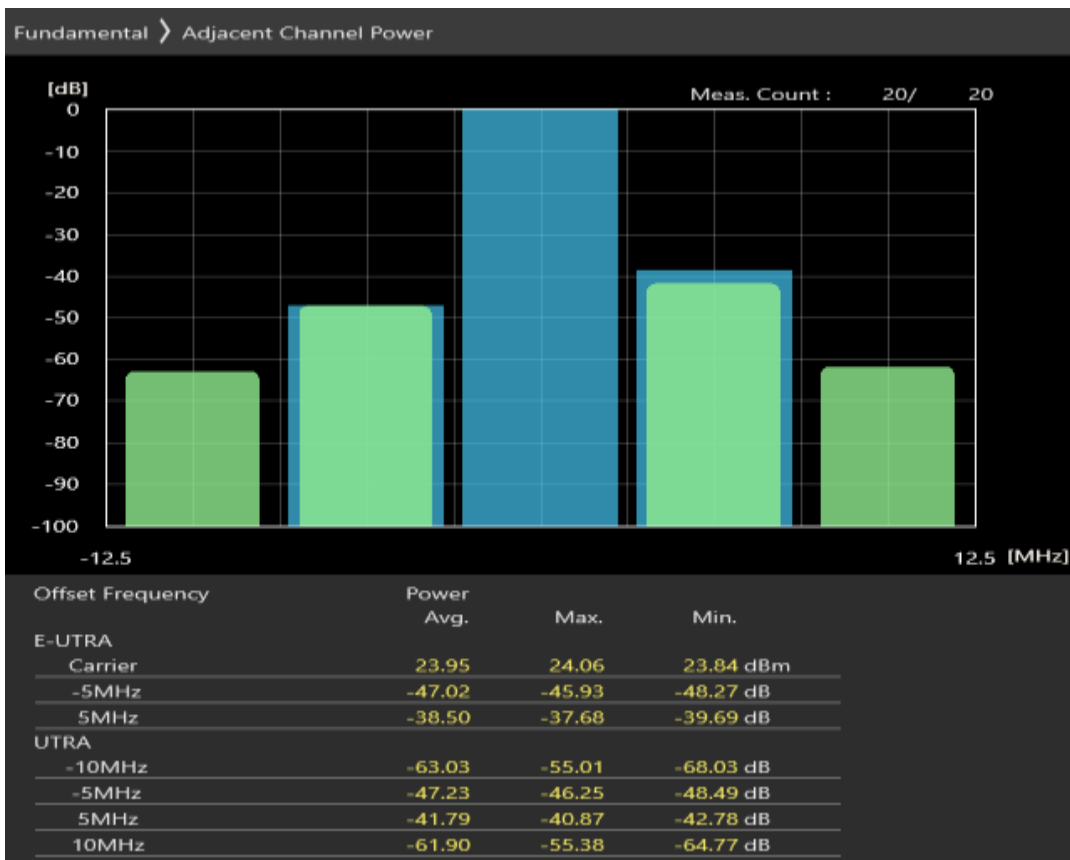 Fundamental ❯ Adjacent Channel Power
[dB]
Meas. Count : 20/ 20
0
-10
-20
-30
-40
-50
-60
-70
-80
-90
-100
-12.5 12.5 [MHz]
Offset Frequency Power
Avg. Max. Min.
E-UTRA
Carrier 23.95 24.06 23.84 dBm
-5MHz -47.02 -45.93 -48.27 dB
5MHz -38.50 -37.68 -39.69 dB
UTRA
-10MHz -63.03 -55.01 -68.03 dB
-5MHz -47.23 -46.25 -48.49 dB
5MHz -41.79 -40.87 -42.78 dB
10MHz -61.90 -55.38 -64.77 dB